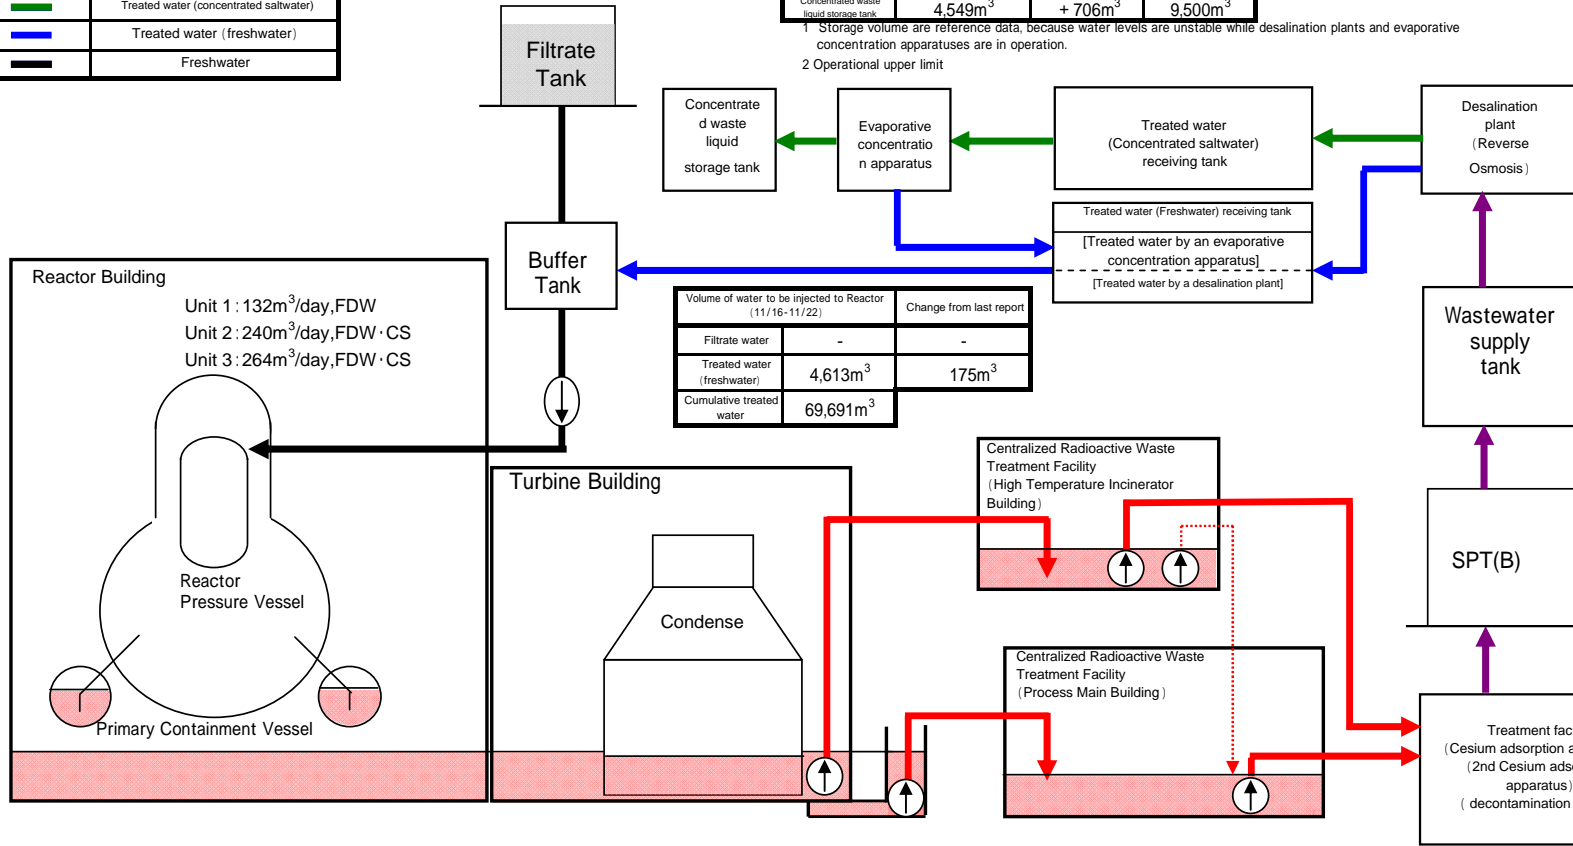 Treated water (concentrated saltwater)
Treated water (freshwater)
Freshwater
Concentrated waste
liquid storage tank
4,549m3
+ 706m3
9,500m3
1 Storage volume are reference data, because water levels are unstable while desalination plants and evaporative
concentration apparatuses are in operation.
2 Operational upper limit
Filtrate
Tank
Concentrate
d waste
liquid
storage tank
Evaporative
concentratio
n apparatus
Treated water
(Concentrated saltwater)
receiving tank
Desalination
plant
(Reverse
Osmosis)
Treated water (Freshwater) receiving tank
[Treated water by an evaporative
concentration apparatus]
[Treated water by a desalination plant]
Buffer
Tank
Reactor Building
Unit 1 : 132m3/day,FDW
Unit 2 : 240m3/day,FDW・CS
Unit 3 : 264m3/day,FDW・CS
Volume of water to be injected to Reactor
(11/16-11/22)
Change from last report
Filtrate water
-
-
Treated water
(freshwater)
4,613m3
175m3
Cumulative treated
water
69,691m3
Wastewater
supply
tank
Centralized Radioactive Waste
Treatment Facility
(High Temperature Incinerator
Building)
Turbine Building
SPT(B)
Reactor
Pressure Vessel
Condense
Primary Containment Vessel
Centralized Radioactive Waste
Treatment Facility
(Process Main Building)
Treatment fac
(Cesium adsorption a
(2nd Cesium ads
apparatus)
( decontamination